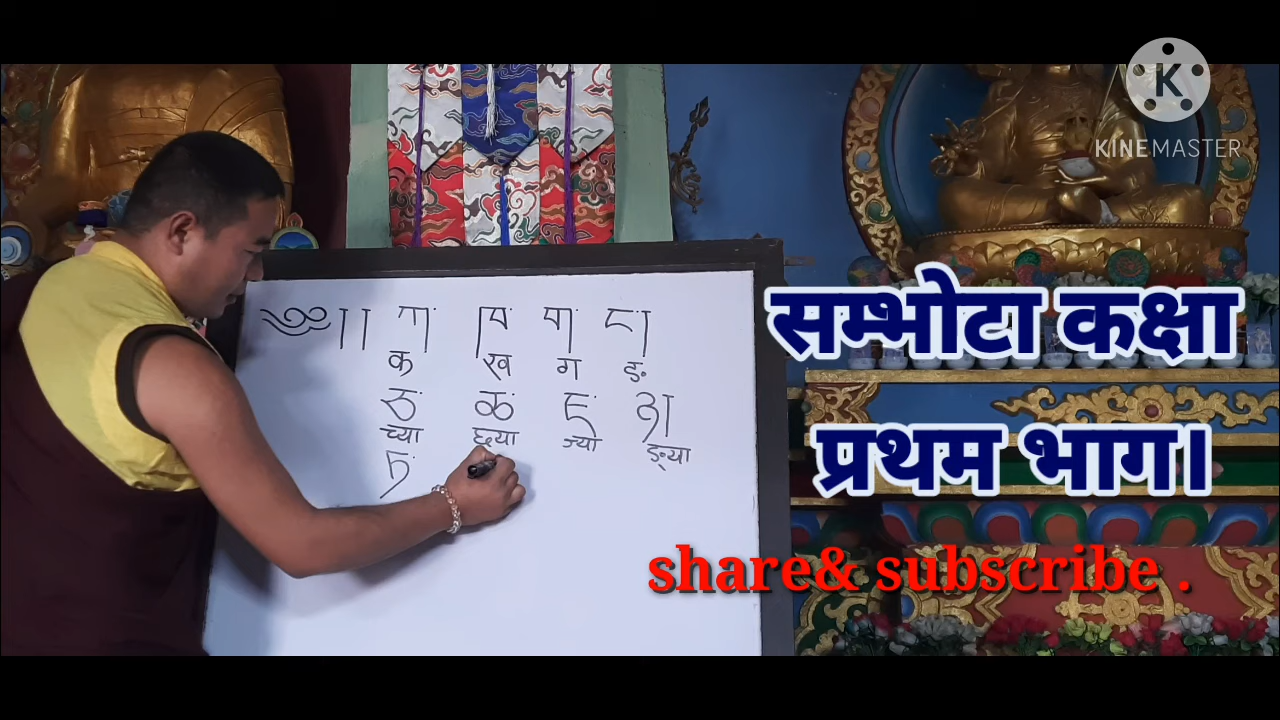 KINEMASTER
༄༅།། ཀ་ ཁ་ ག་ ང་།
क ख ग ङ
ཅ་ ཆ་ ཇ་ ཉ།
च्या छ्या ज्या ङ्या
ཏ་
सम्भोटा कक्षा
प्रथम भाग।
share& subscribe .